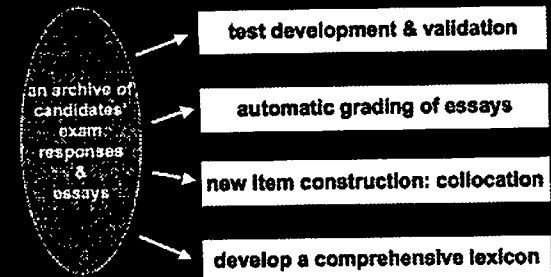 an archive of
candidates'
exam
responses
&
essays
test development & validation
automatic grading of essays
new item construction: collocation
develop a comprehensive lexicon